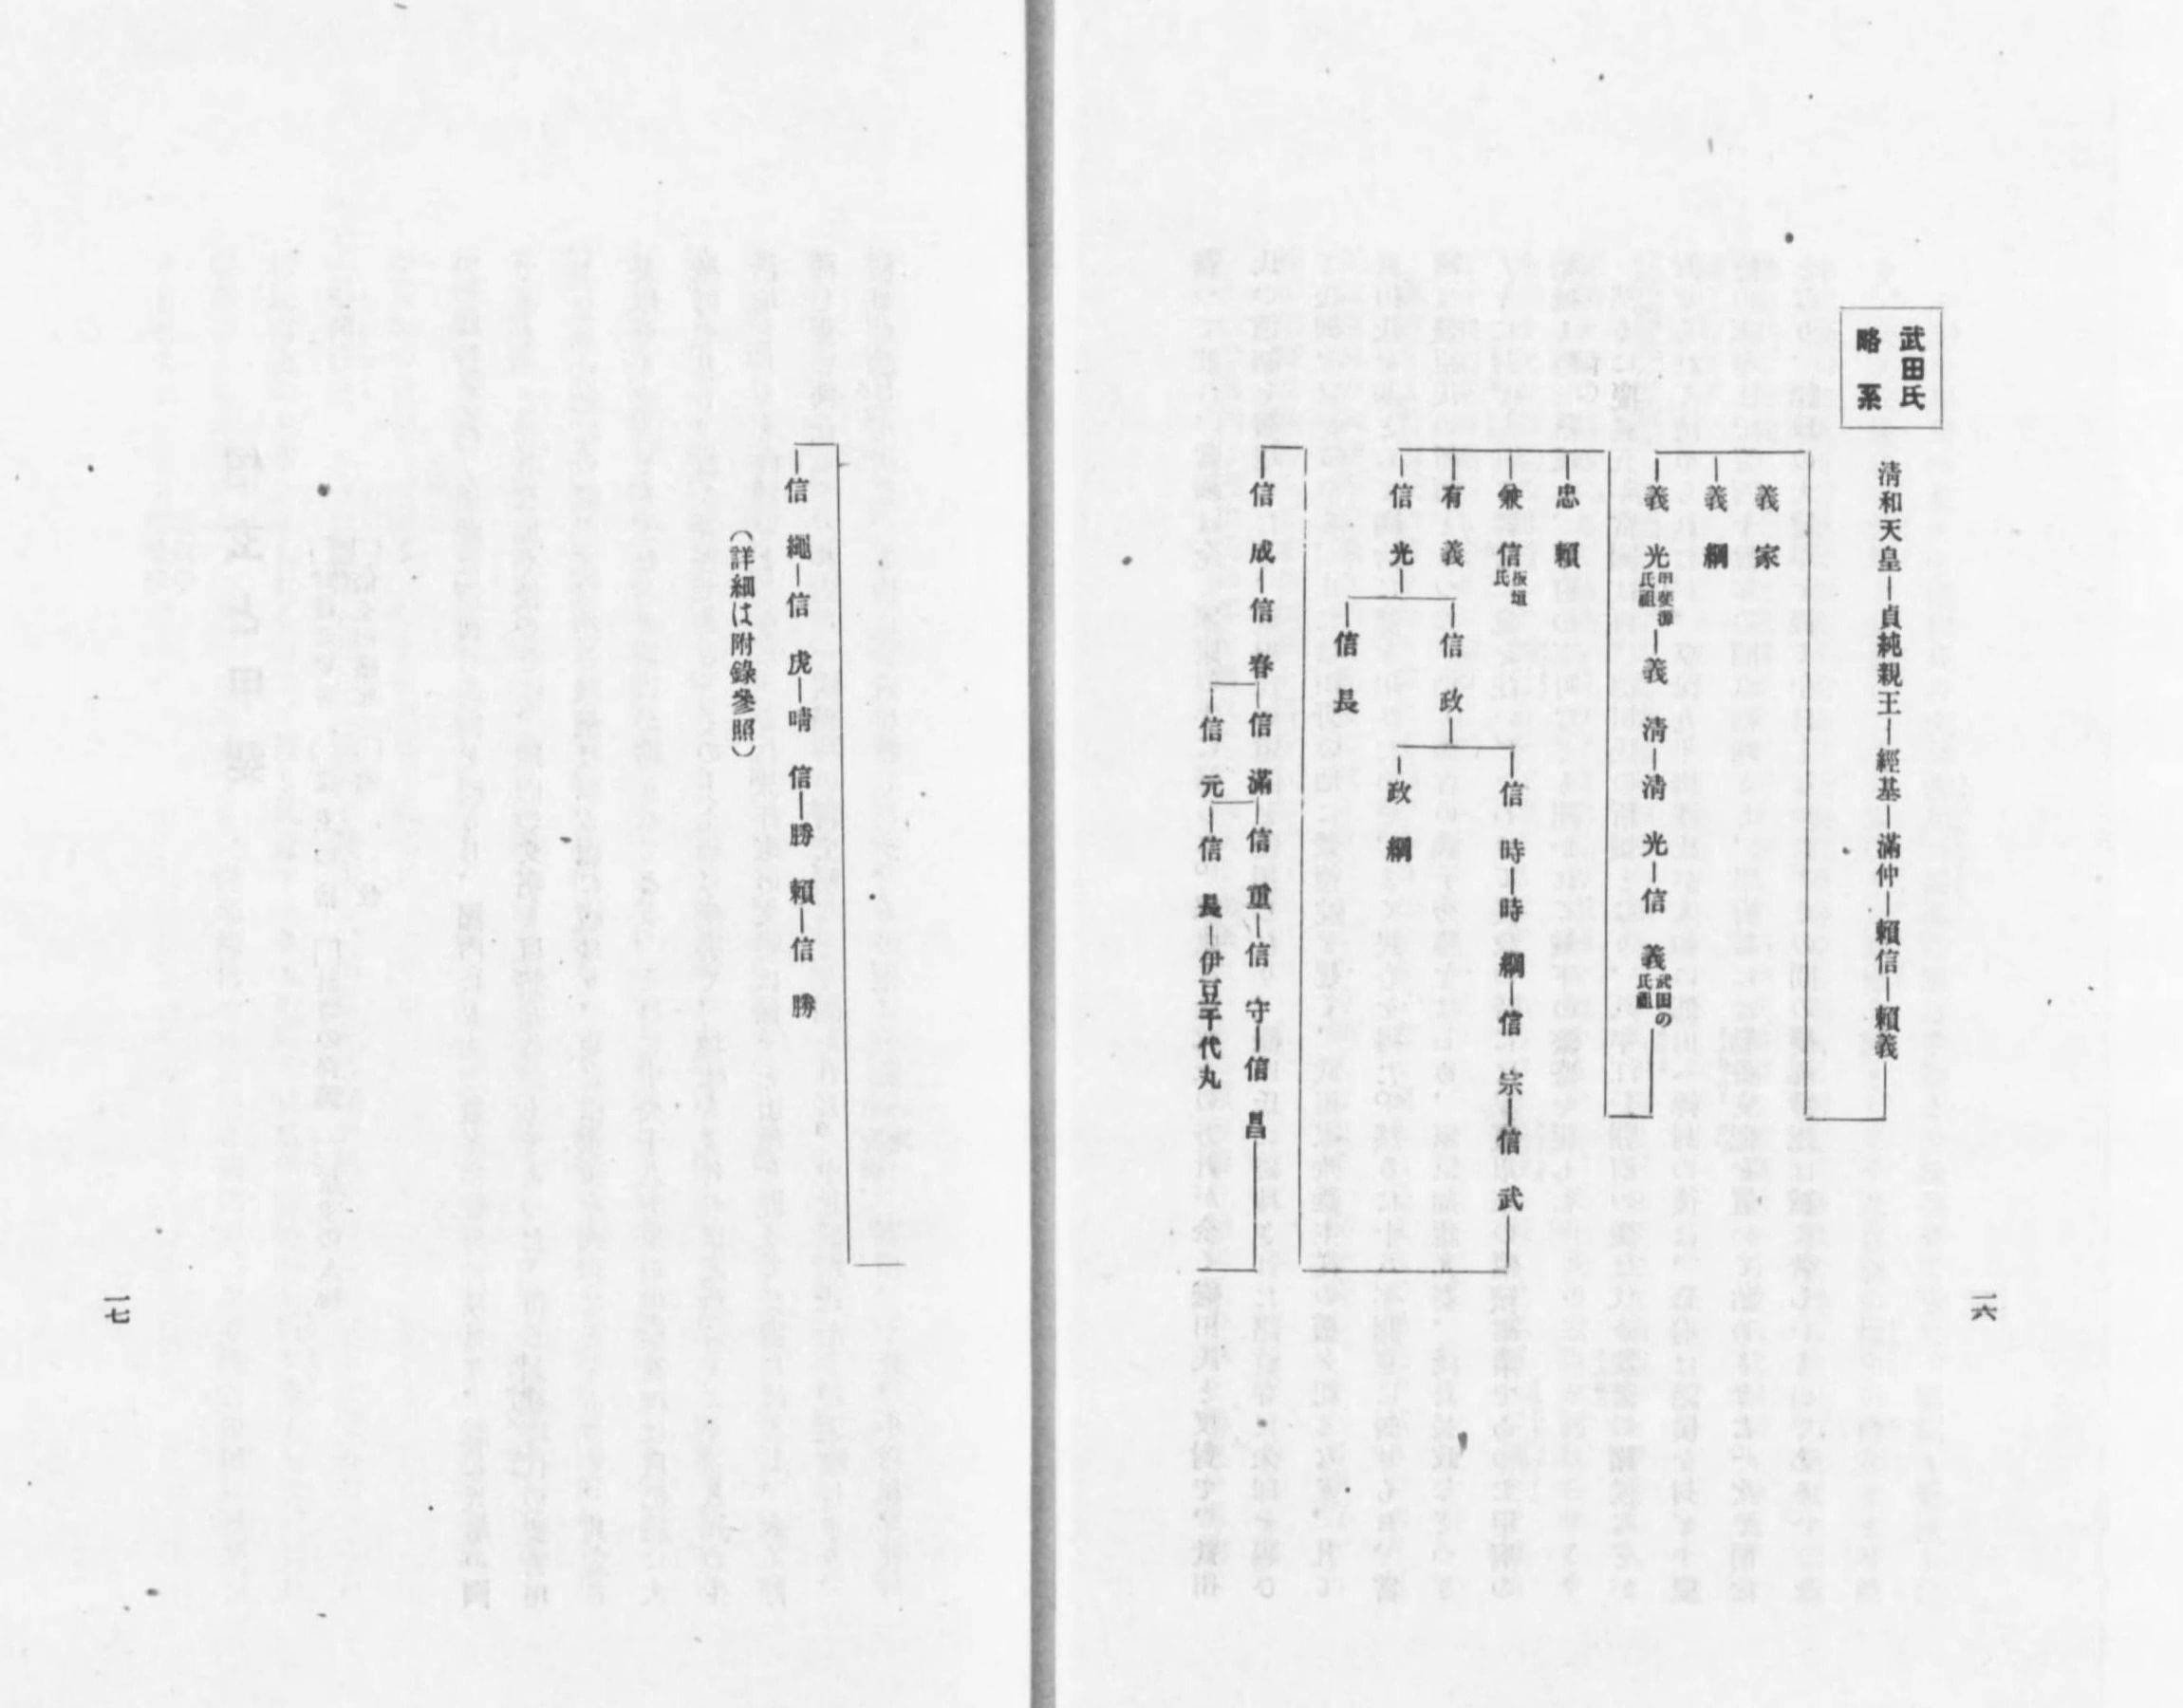 武田氏
略系
清和天皇―貞純親王―經基―滿仲―賴信―賴義
義家
義綱
義光 甲斐源氏祖―義淸―淸光―信義 武田の氏祖
忠賴
兼信 板垣氏
有義
信光
信政
信長
信時―時綱―信宗―信武
政綱
信成―信春
信滿―信重―信守―信昌
信元―信長―伊豆千代丸
一六
信繩―信虎―晴信―勝賴―信勝
（詳細は附錄參照）
一七